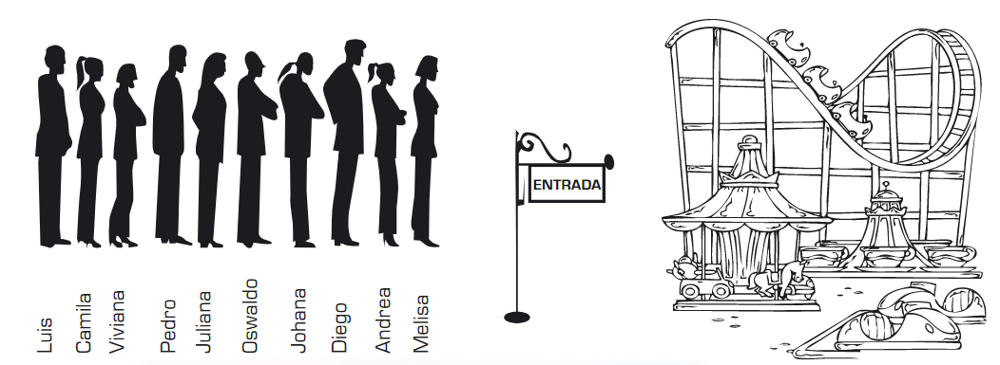 Luis
Camila
Viviana
Pedro
Juliana
Oswaldo
Johana
Diego
Andrea
Melisa
ENTRADA